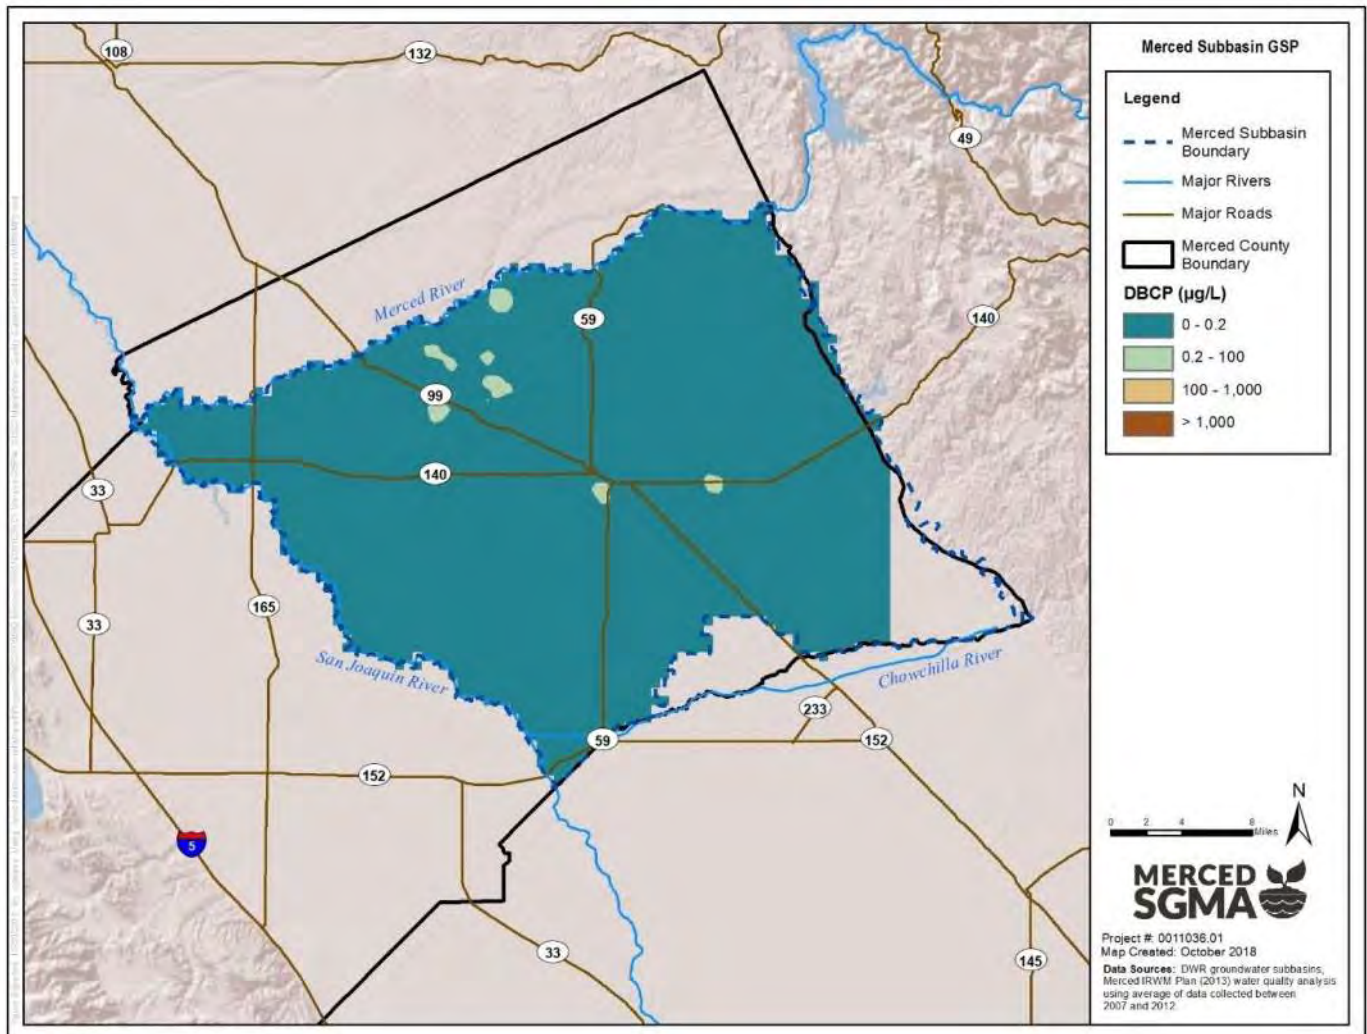 108
132
49
Merced River
59
140
99
140
33
33
165
San Joaquin River
Chowchilla River
233
59
152
152
5
33
145
Merced Subbasin GSP
Legend
Merced Subbasin
Boundary
Major Rivers
Major Roads
Merced County
Boundary
DBCP (µg/L)
0 - 0.2
0.2 - 100
100 - 1,000
> 1,000
N
0 2 4 8
Miles
MERCED
SGMA
Project #: 0011036.01
Map Created: October 2018
Data Sources: DWR groundwater subbasins,
Merced IRWM Plan (2013) water quality analysis
using average of data collected between
2007 and 2012.